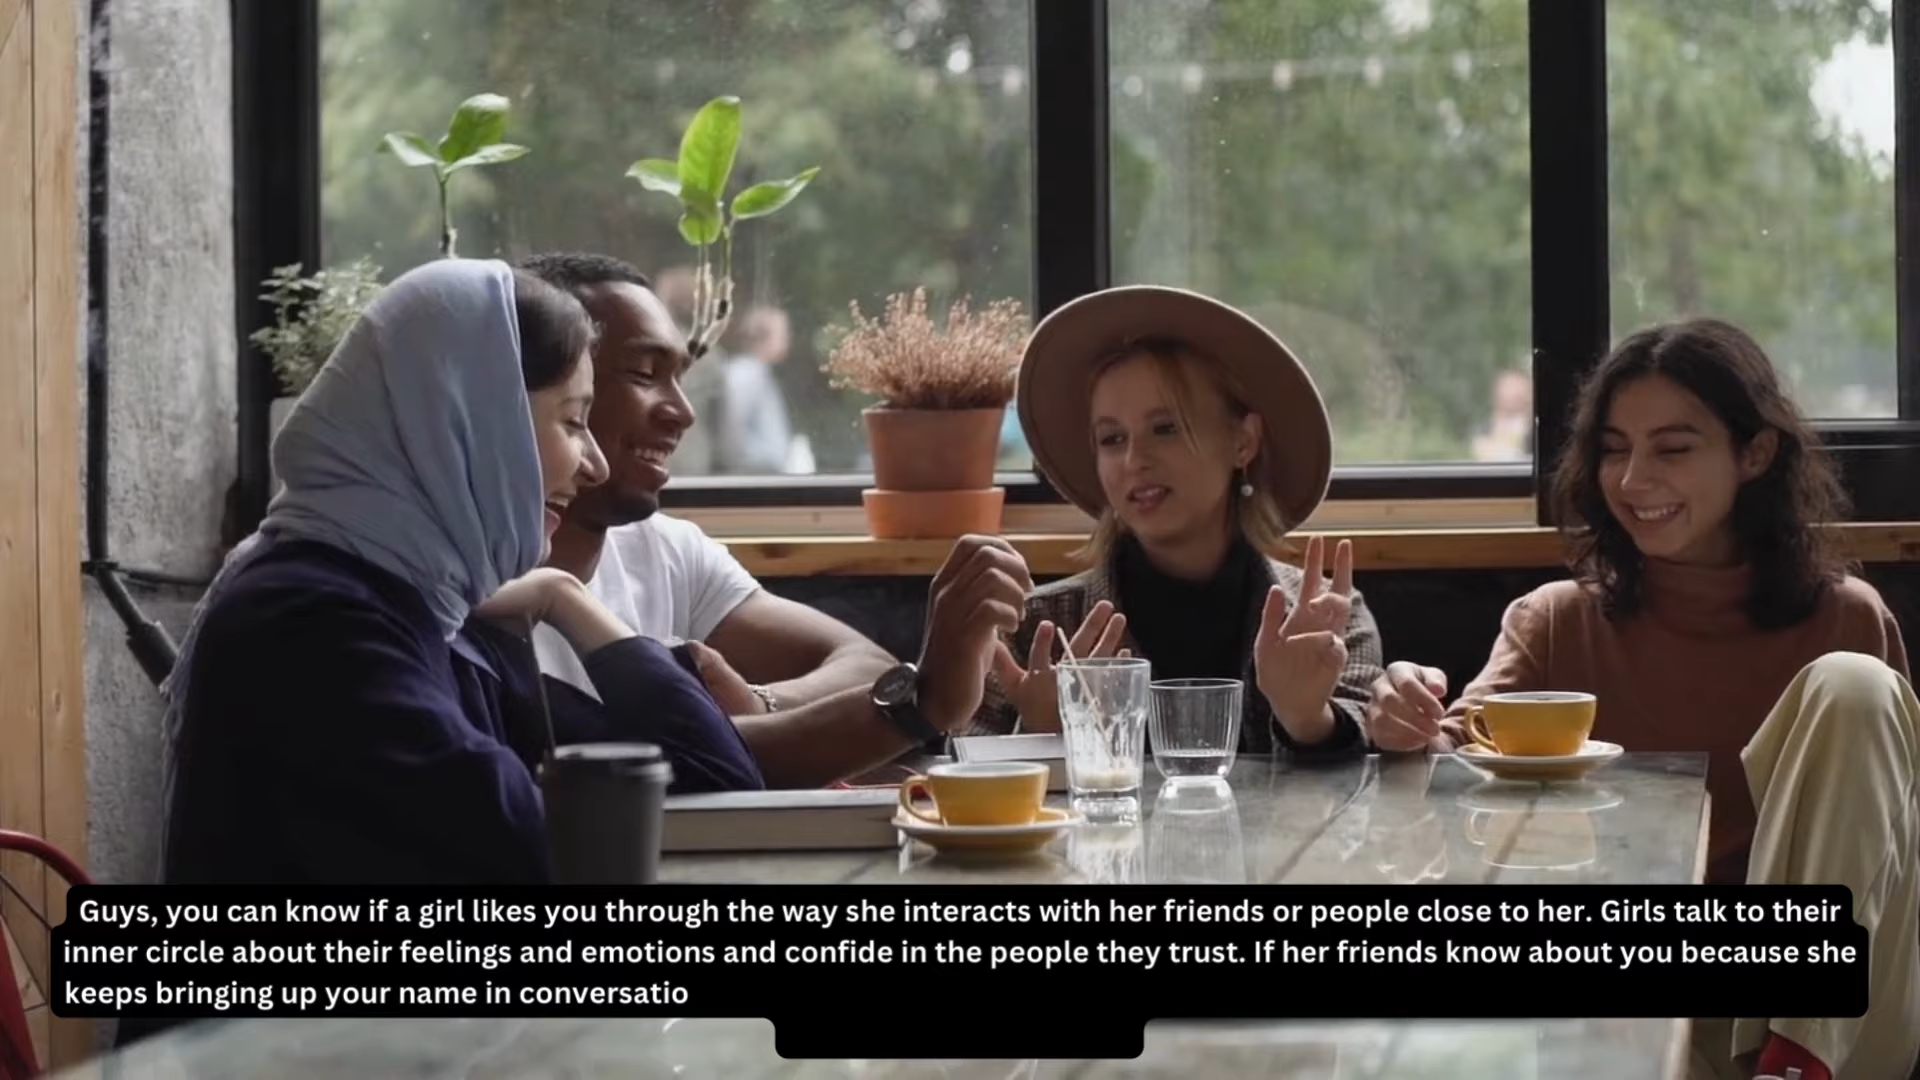 Guys, you can know if a girl likes you through the way she interacts with her friends or people close to her. Girls talk to their
inner circle about their feelings and emotions and confide in the people they trust. If her friends know about you because she
keeps bringing up your name in conversatio